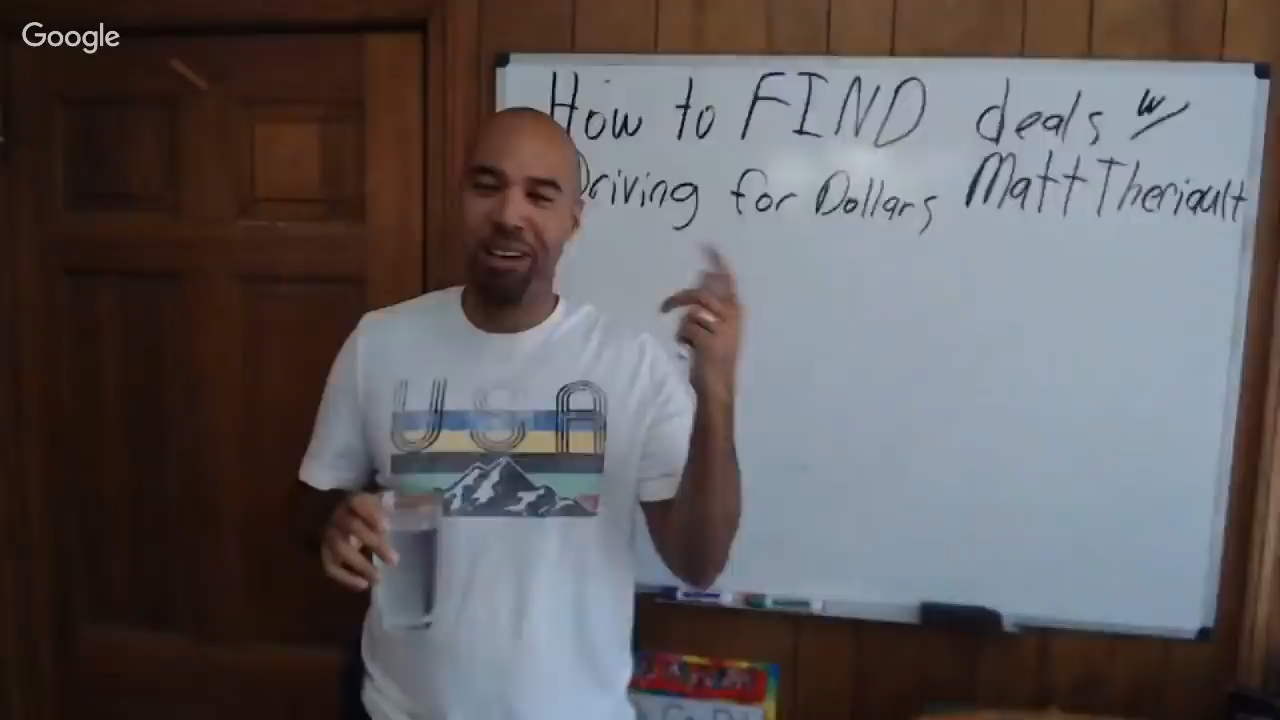 Google
How to FIND deals w/
Driving for Dollars Matt Theriault
USA